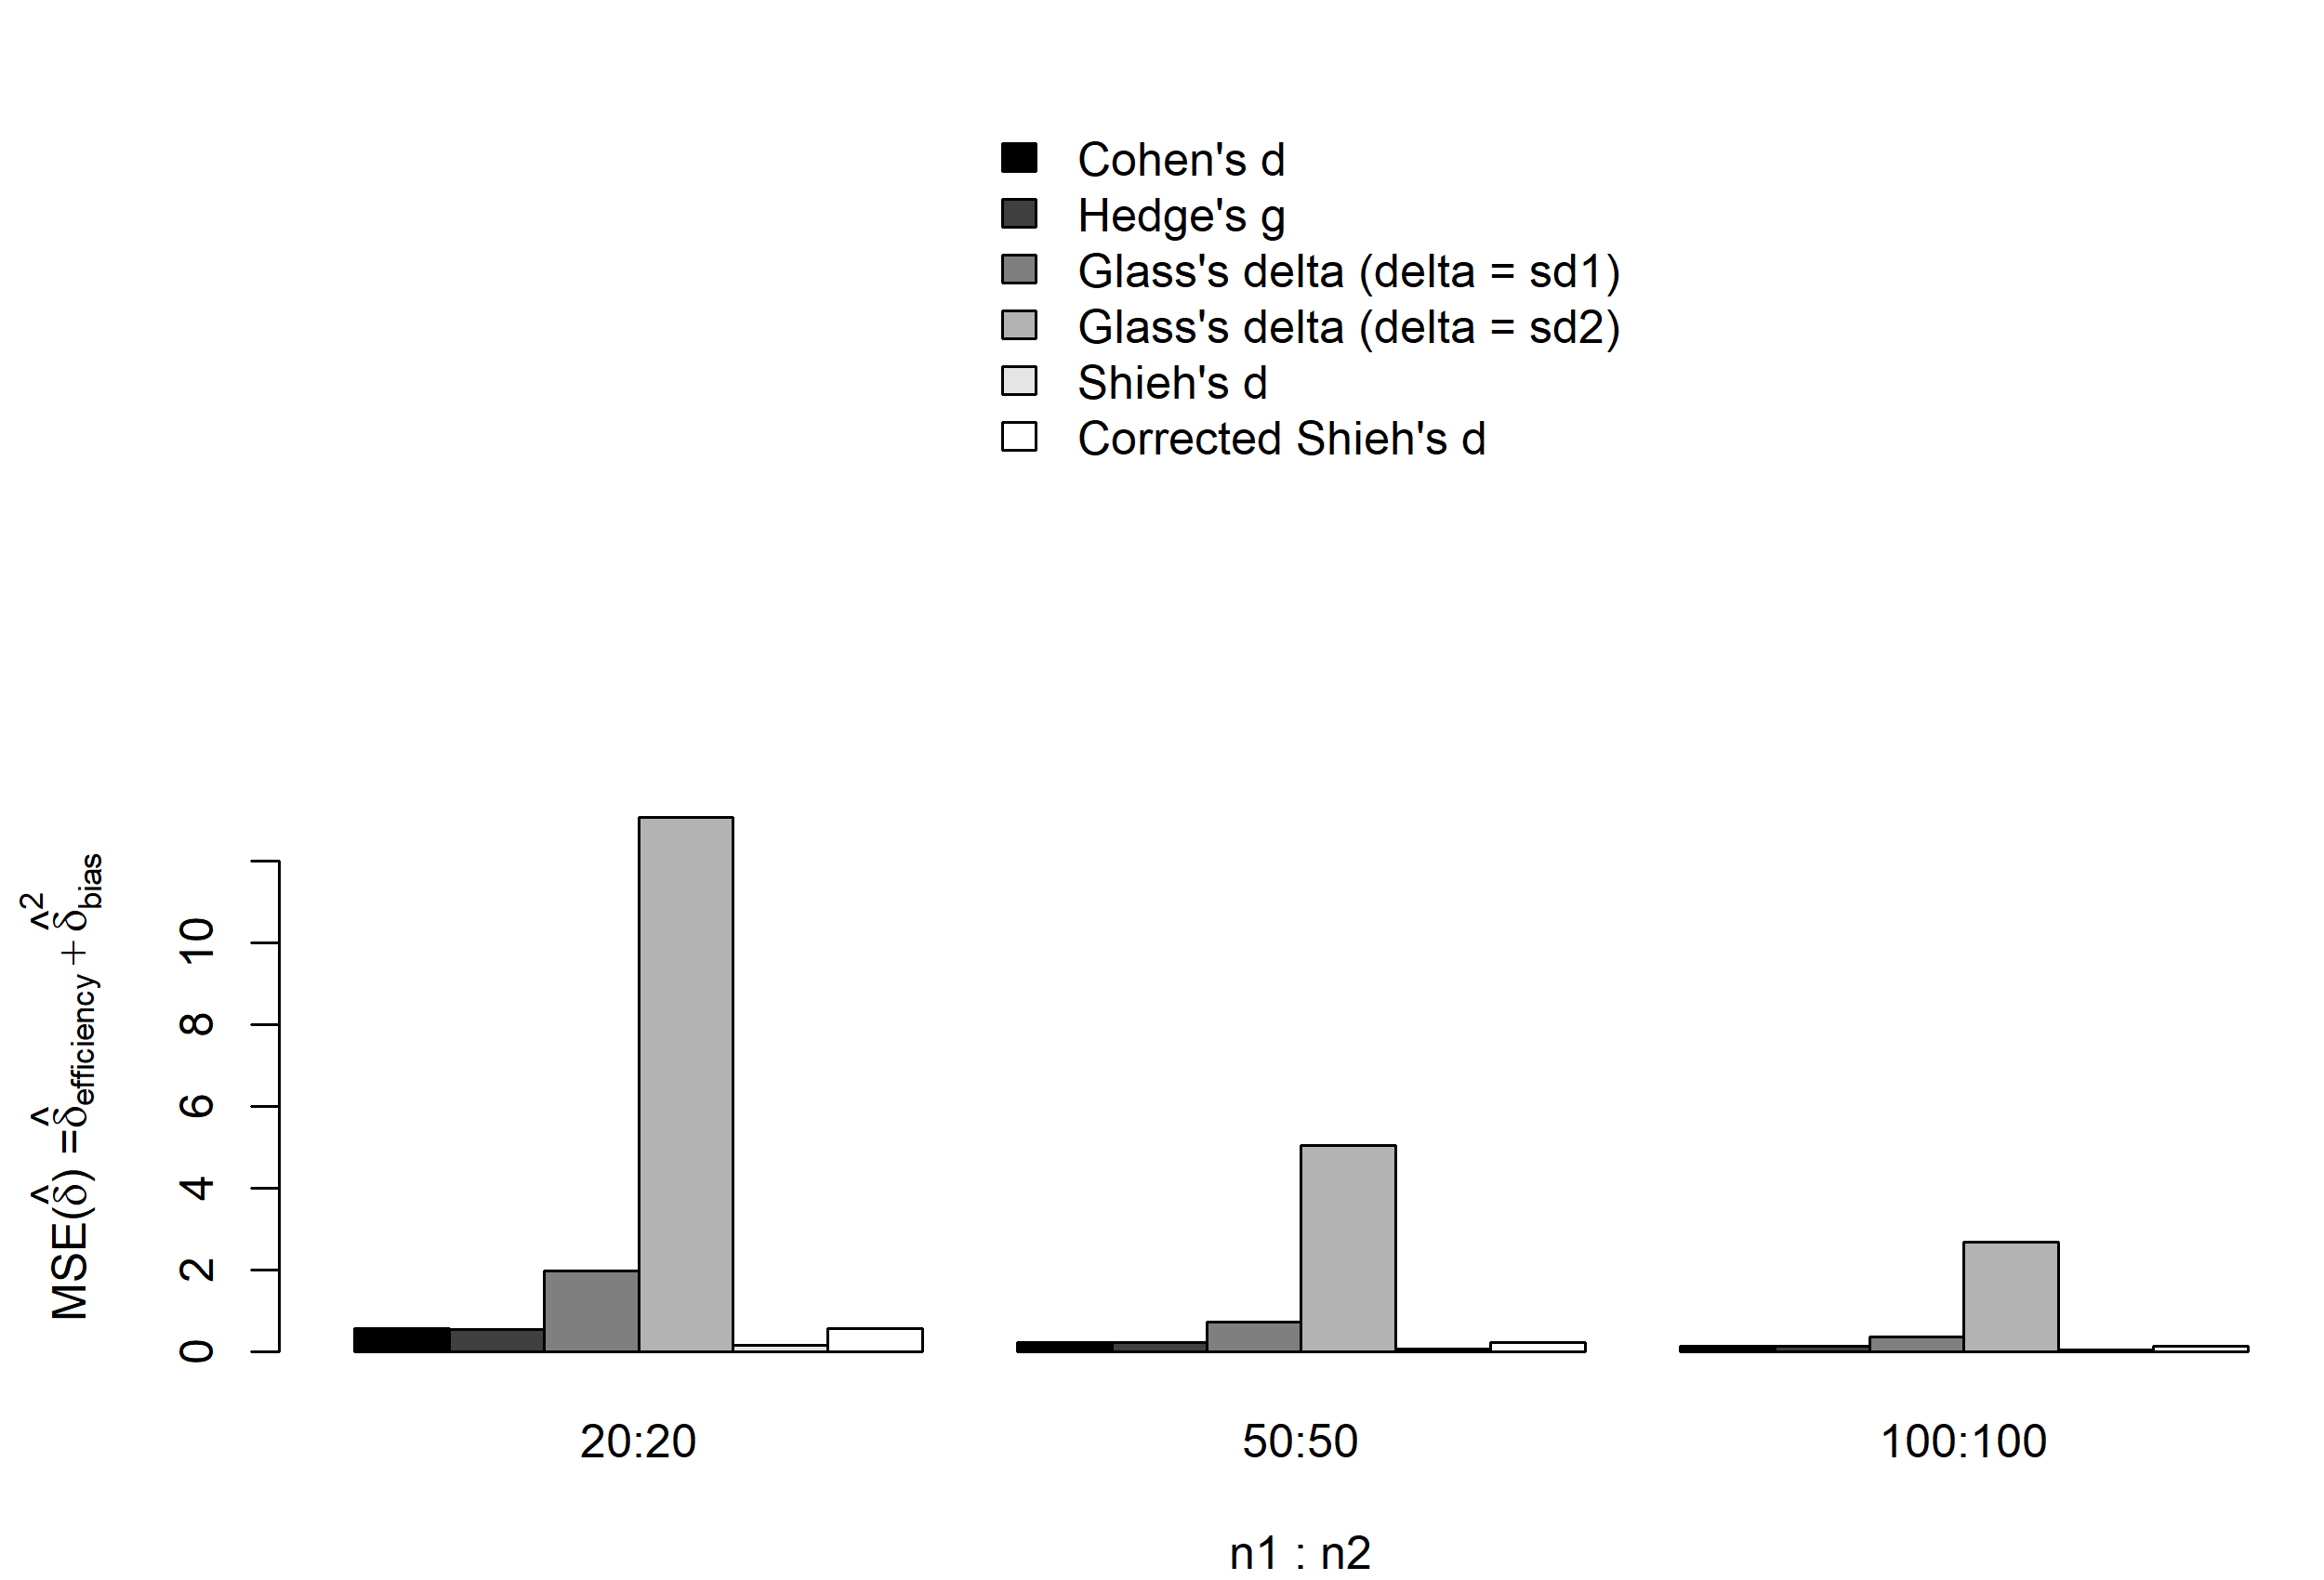 Cohen's d
Hedge's g
Glass's delta (delta = sd1)
Glass's delta (delta = sd2)
Shieh's d
Corrected Shieh's d
MSE(δ̂) =δ̂efficiency+δ̂²bias
10
8
6
4
2
0
20:20 50:50 100:100
n1 : n2